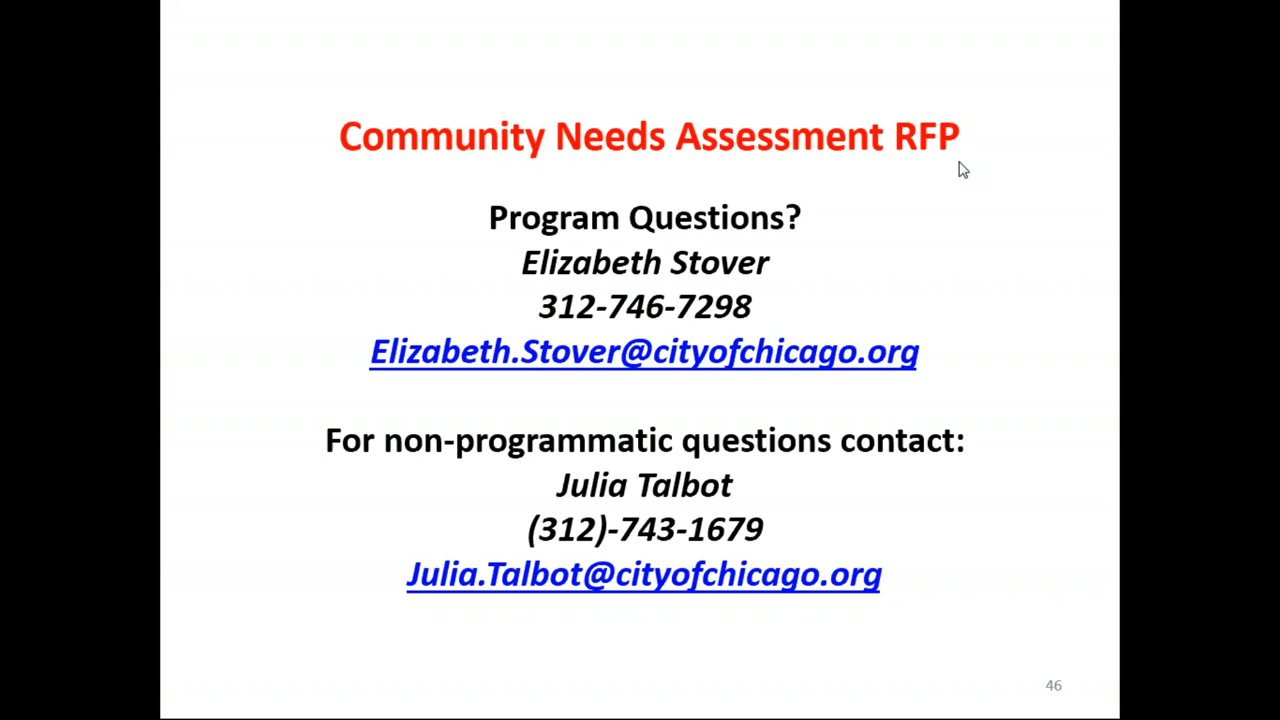 Community Needs Assessment RFP
Program Questions?
Elizabeth Stover
312-746-7298
Elizabeth.Stover@cityofchicago.org
For non-programmatic questions contact:
Julia Talbot
(312)-743-1679
Julia.Talbot@cityofchicago.org
46